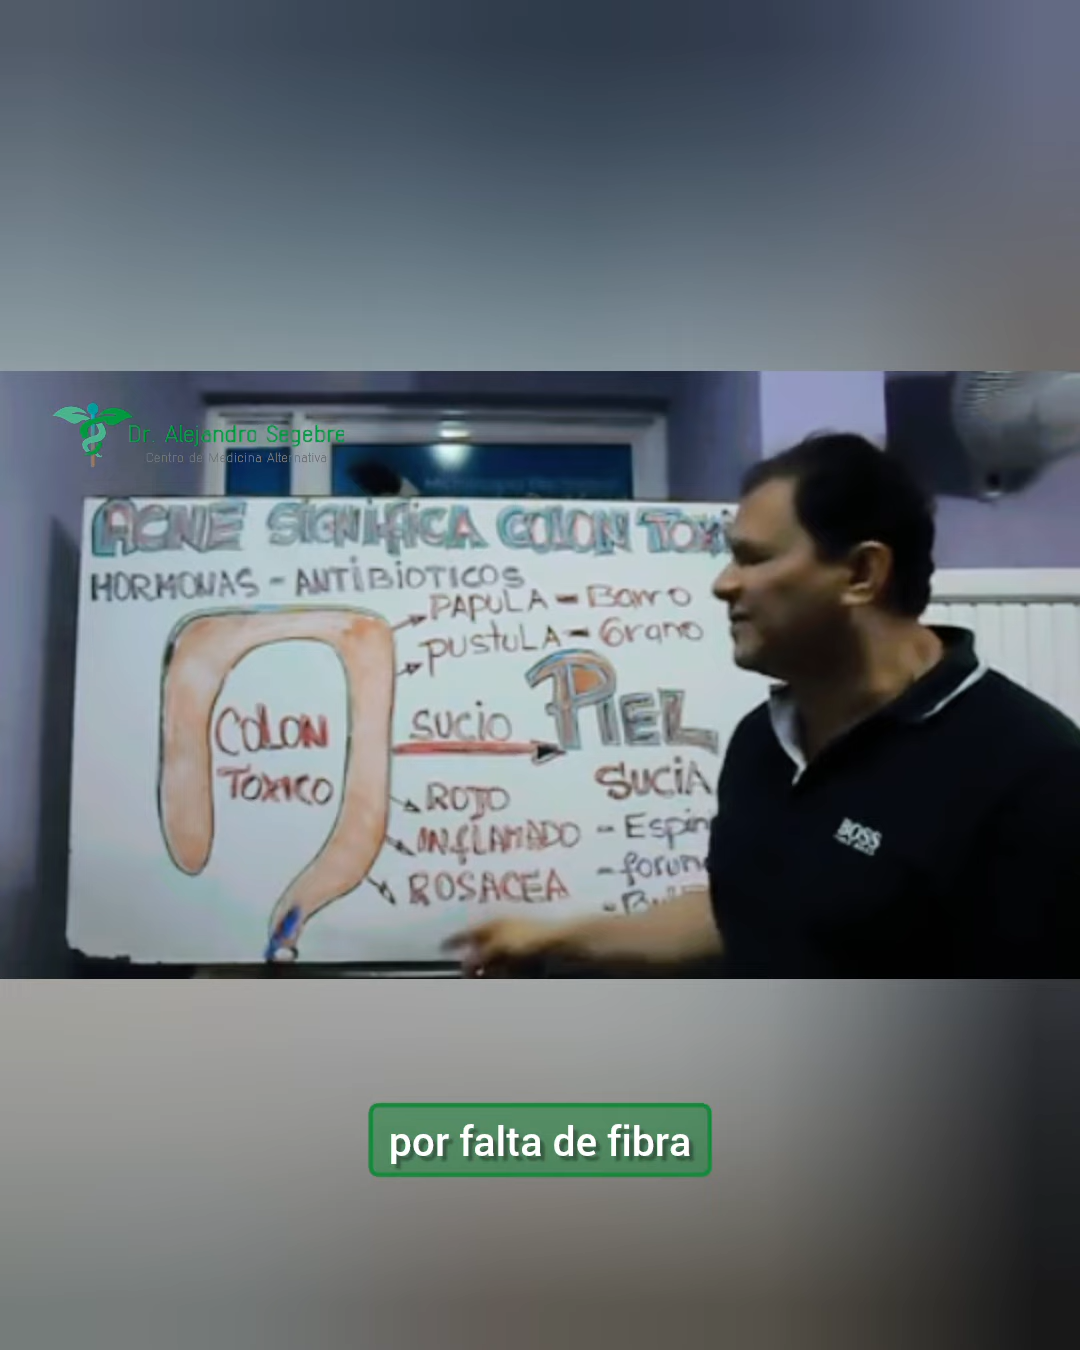 Dr. Alejandro Segebre
Centro de Medicina Alternativa
ACNE SIGNIFICA COLON
HORMONAS - ANTIBIOTICOS
PAPULA - Barro
PUSTULA - Grano
PIEL
COLON
TOXICO
SUCIO
SUCIA
ROJO
INFLAMADO
ROSACEA
BOSS
por falta de fibra